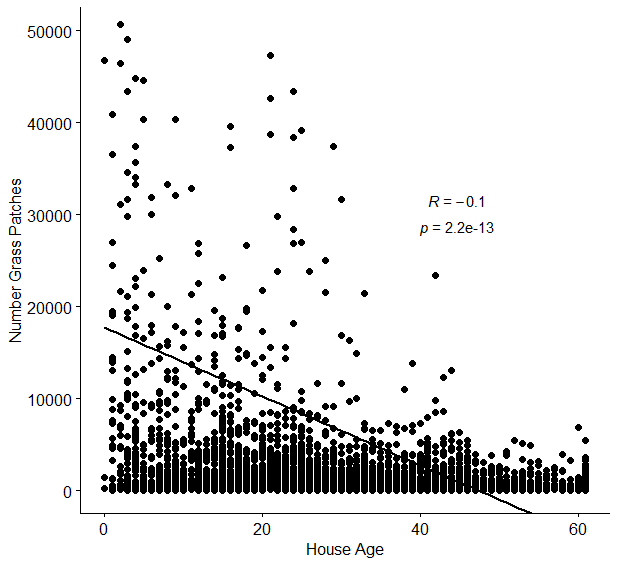 50000
40000
30000
20000
10000
0
Number Grass Patches
R = −0.1
p = 2.2e-13
0 20 40 60
House Age